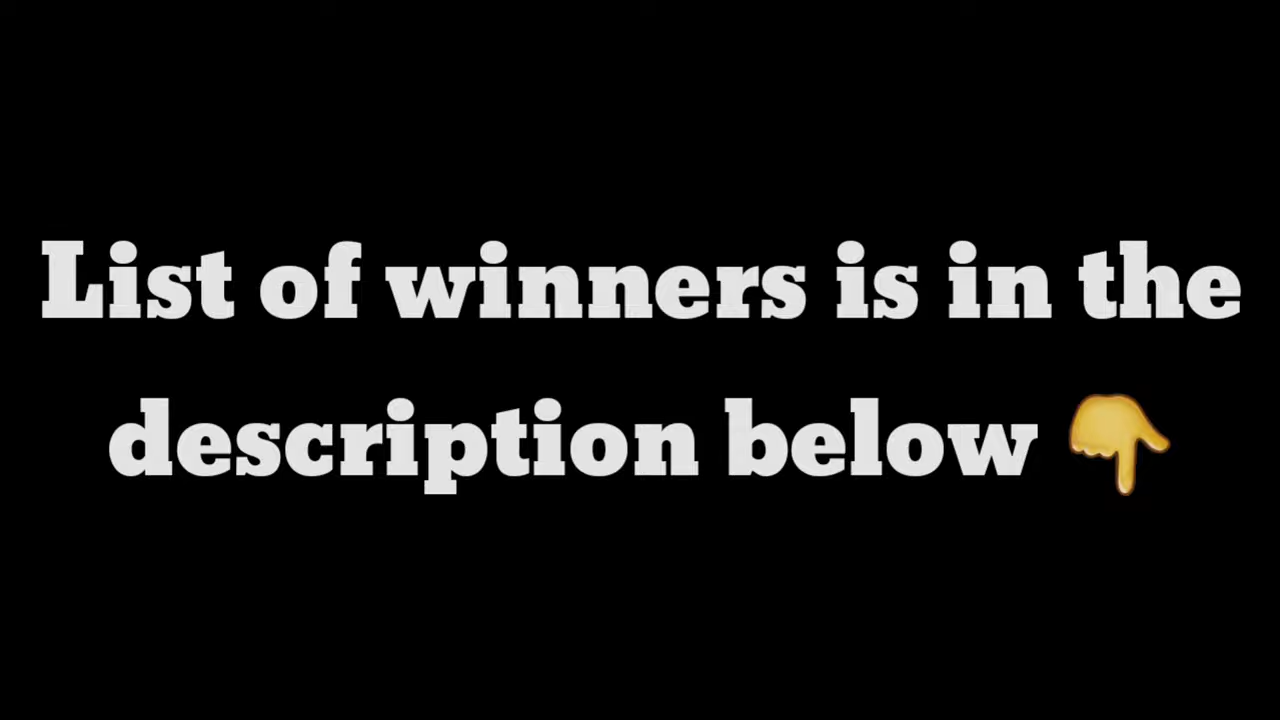 List of winners is in the
description below 👇